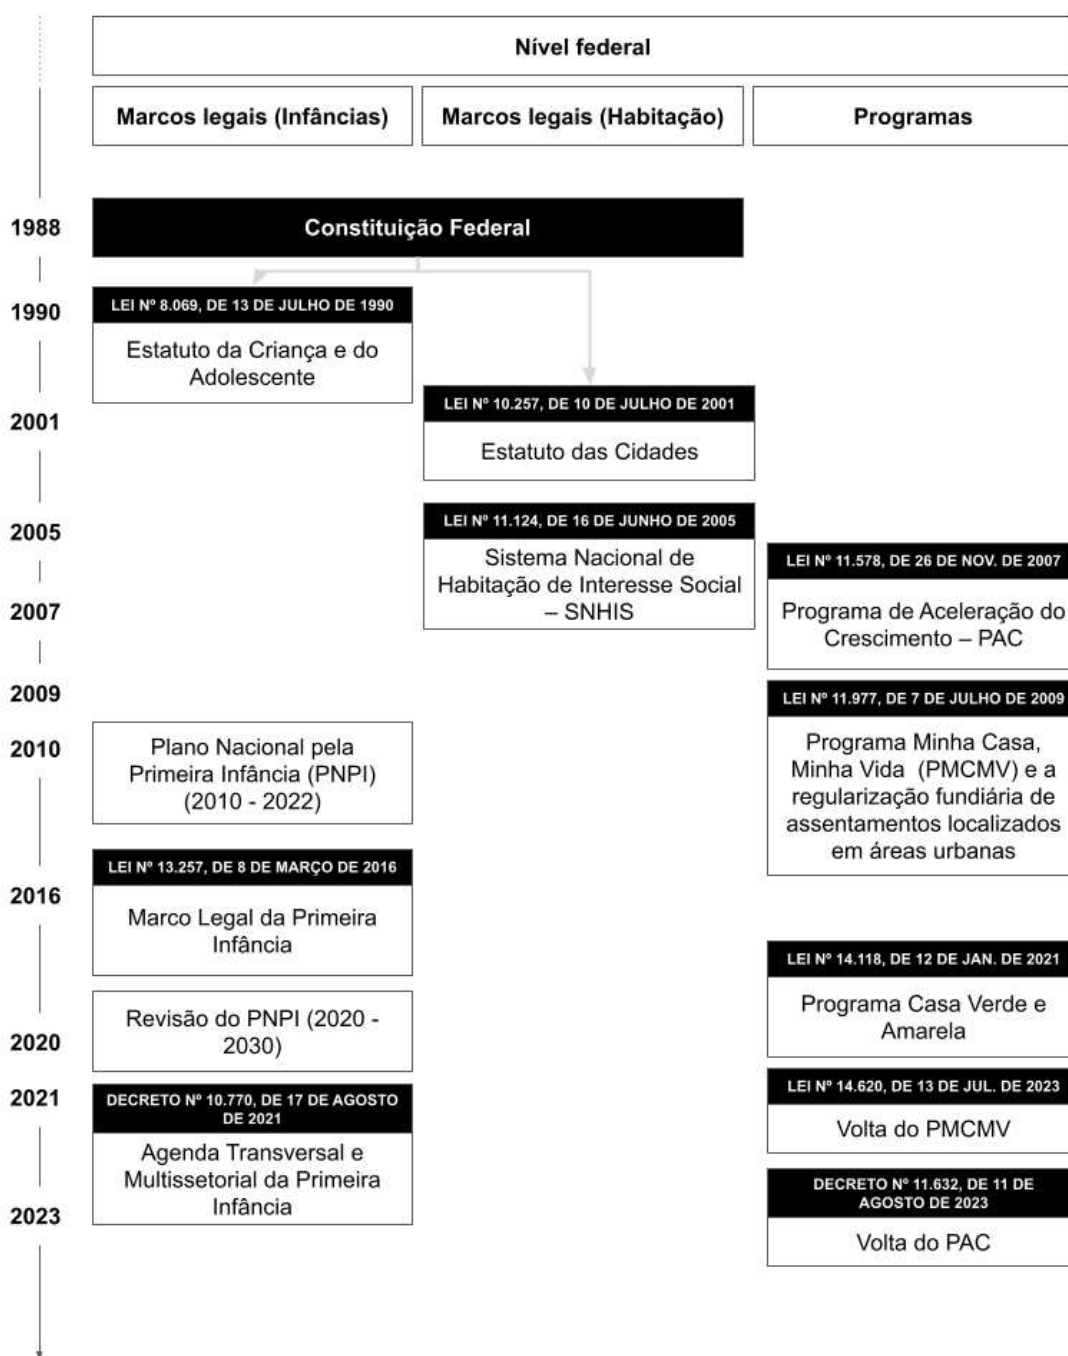 Nível federal
Marcos legais (Infâncias)
Marcos legais (Habitação)
Programas
1988
Constituição Federal
1990
LEI Nº 8.069, DE 13 DE JULHO DE 1990
Estatuto da Criança e do
Adolescente
2001
LEI Nº 10.257, DE 10 DE JULHO DE 2001
Estatuto das Cidades
2005
LEI Nº 11.124, DE 16 DE JUNHO DE 2005
Sistema Nacional de
Habitação de Interesse Social
– SNHIS
2007
LEI Nº 11.578, DE 26 DE NOV. DE 2007
Programa de Aceleração do
Crescimento – PAC
2009
LEI Nº 11.977, DE 7 DE JULHO DE 2009
Programa Minha Casa,
Minha Vida (PMCMV) e a
regularização fundiária de
assentamentos localizados
em áreas urbanas
2010
Plano Nacional pela
Primeira Infância (PNPI)
(2010 - 2022)
2016
LEI Nº 13.257, DE 8 DE MARÇO DE 2016
Marco Legal da Primeira
Infância
2020
Revisão do PNPI (2020 -
2030)
LEI Nº 14.118, DE 12 DE JAN. DE 2021
Programa Casa Verde e
Amarela
2021
DECRETO Nº 10.770, DE 17 DE AGOSTO
DE 2021
Agenda Transversal e
Multissetorial da Primeira
Infância
LEI Nº 14.620, DE 13 DE JUL. DE 2023
Volta do PMCMV
2023
DECRETO Nº 11.632, DE 11 DE
AGOSTO DE 2023
Volta do PAC